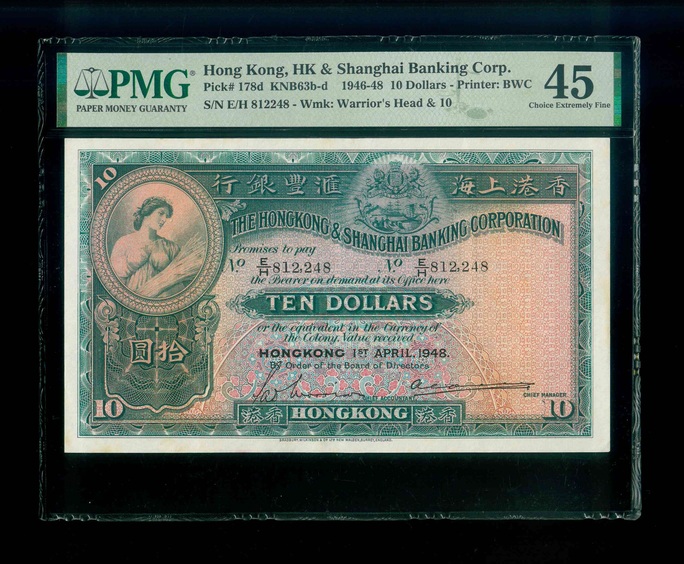 PMG
PAPER MONEY GUARANTY
Hong Kong, HK & Shanghai Banking Corp.
Pick# 178d KNB63b-d 1946-48 10 Dollars - Printer: BWC
S/N E/H 812248 - Wmk: Warrior's Head & 10
45
Choice Extremely Fine
10
行銀豐滙 海上港香
THE HONGKONG & SHANGHAI BANKING CORPORATION
Promises to pay
No E/H 812,248 No E/H 812,248
the Bearer on demand at its Office here
TEN DOLLARS
or the equivalent in the Currency of
the Colony, Value received
HONGKONG 1ST APRIL, 1948.
By Order of the Board of Directors
圓拾
CHIEF ACCOUNTANT
CHIEF MANAGER
10 港香 HONGKONG 港香 10